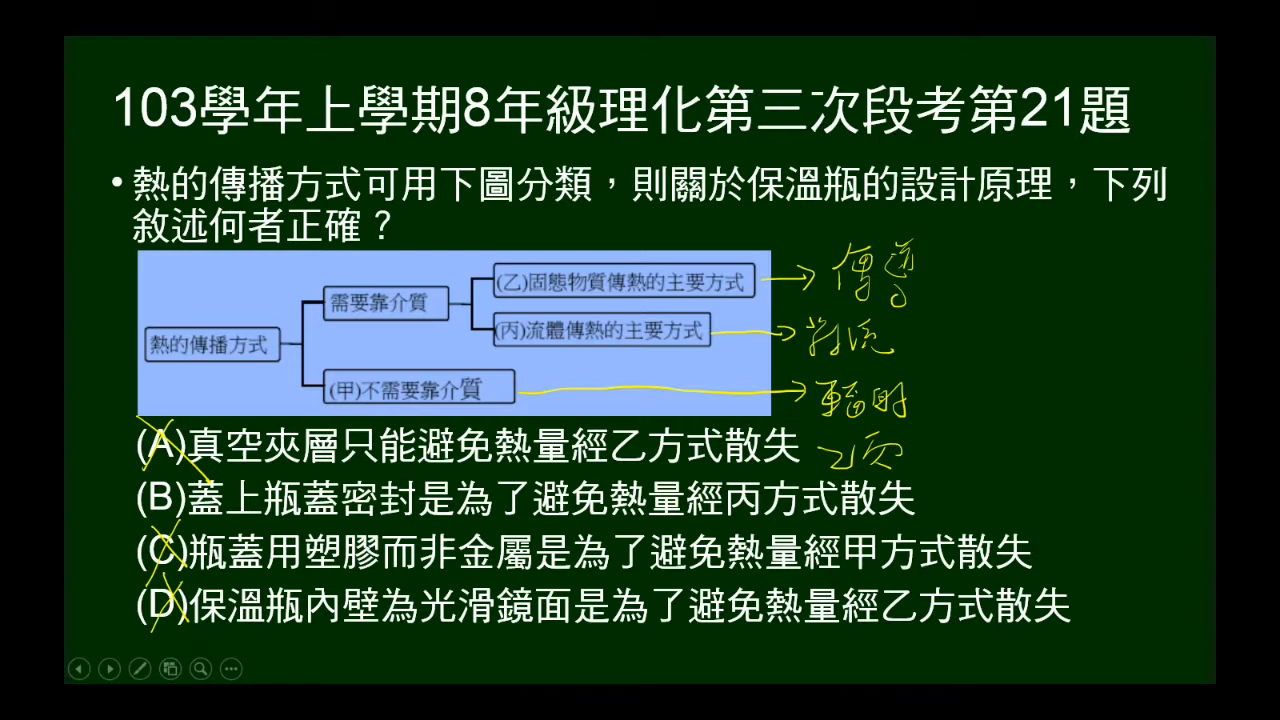 103學年上學期8年級理化第三次段考第21題
• 熱的傳播方式可用下圖分類，則關於保溫瓶的設計原理，下列
敘述何者正確？
熱的傳播方式
需要靠介質
(乙)固態物質傳熱的主要方式
傳導
(丙)流體傳熱的主要方式
對流
(甲)不需要靠介質
輻射
(A)真空夾層只能避免熱量經乙方式散失
乙丙
(B)蓋上瓶蓋密封是為了避免熱量經丙方式散失
(C)瓶蓋用塑膠而非金屬是為了避免熱量經甲方式散失
(D)保溫瓶內壁為光滑鏡面是為了避免熱量經乙方式散失